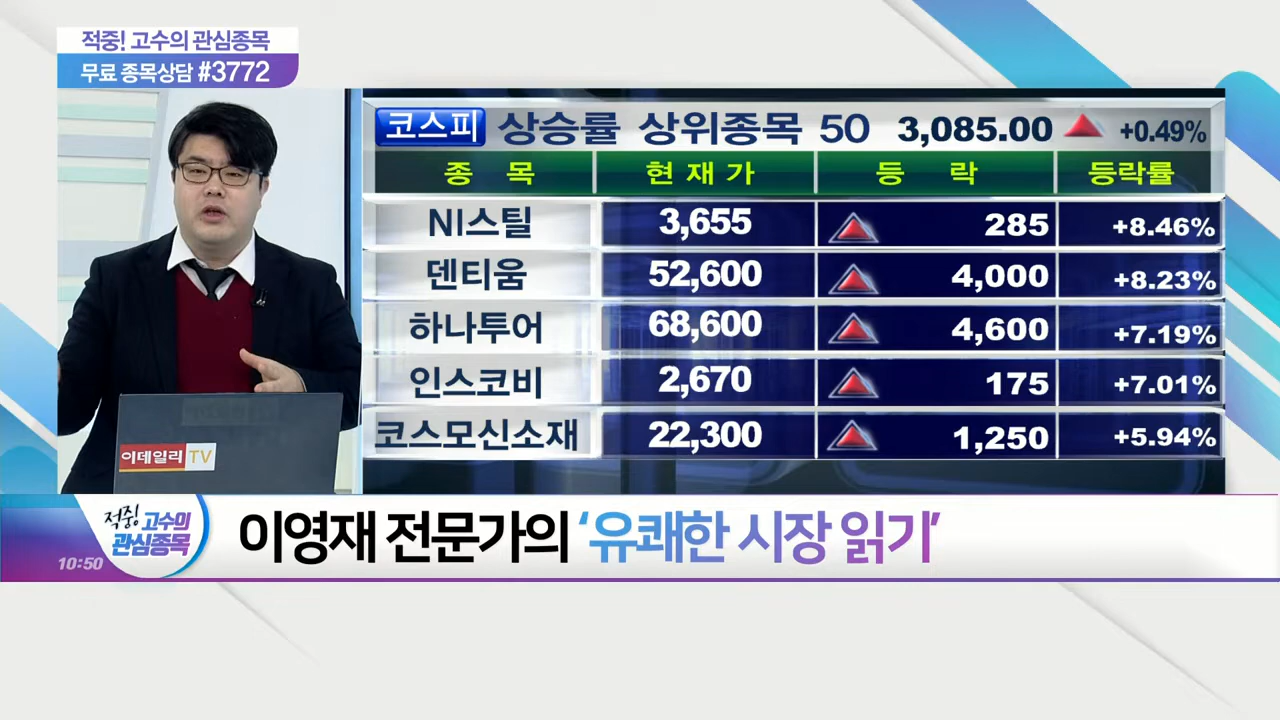 적중! 고수의 관심종목
무료 종목상담 #3772
코스피 상승률 상위종목 50 3,085.00 +0.49%
종 목 현 재 가 등 락 등락률
NI스틸 3,655 285 +8.46%
덴티움 52,600 4,000 +8.23%
하나투어 68,600 4,600 +7.19%
인스코비 2,670 175 +7.01%
코스모신소재 22,300 1,250 +5.94%
이데일리 TV
적중! 고수의
관심종목
10:50
이영재 전문가의 ‘유쾌한 시장 읽기’